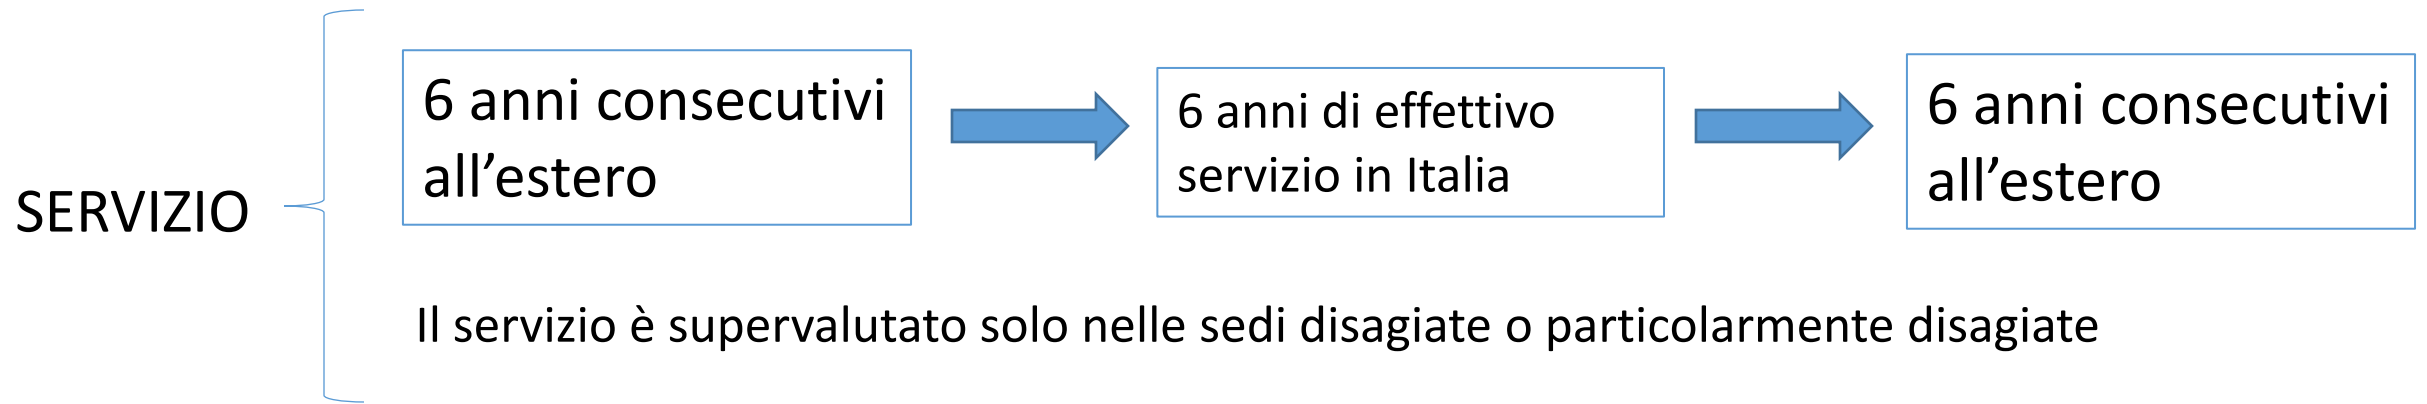 SERVIZIO
6 anni consecutivi
all’estero
6 anni di effettivo
servizio in Italia
6 anni consecutivi
all’estero
Il servizio è supervalutato solo nelle sedi disagiate o particolarmente disagiate